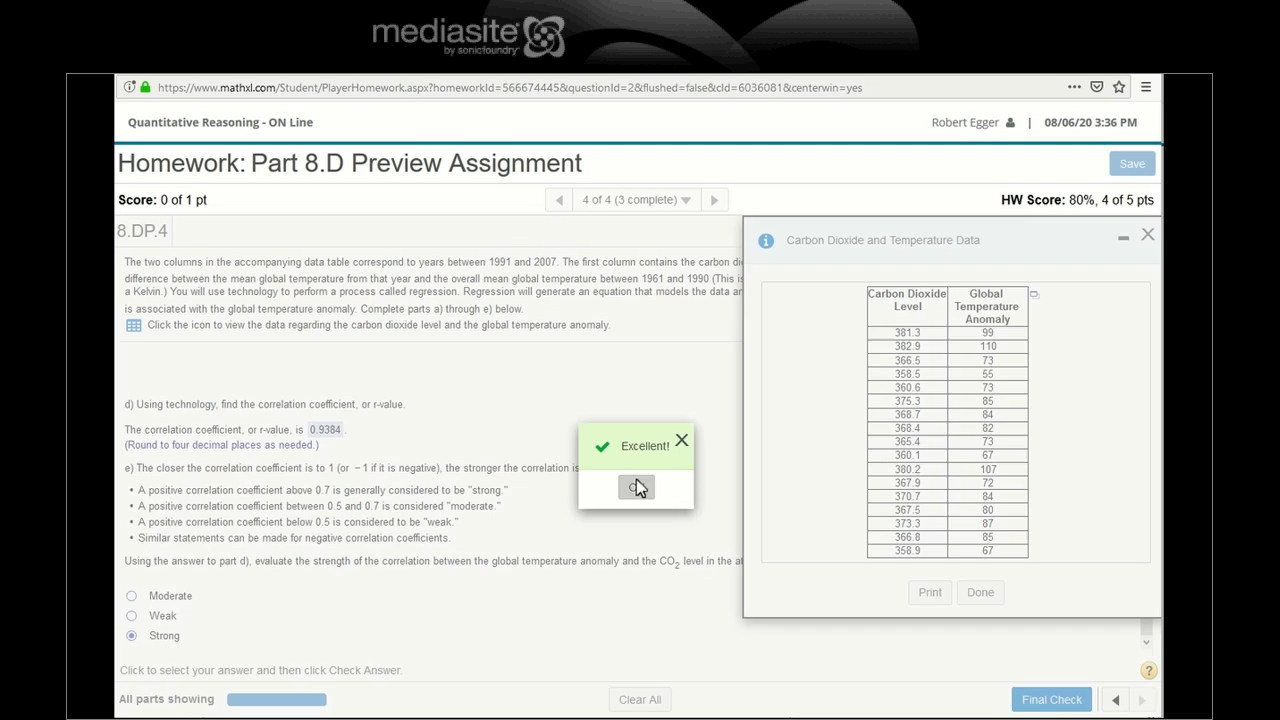 mediasite
by sonicfoundry
https://www.mathxl.com/Student/PlayerHomework.aspx?homeworkId=566674445&questionId=2&flushed=false&cId=6036081&centerwin=yes
Quantitative Reasoning - ON Line
Robert Egger | 08/06/20 3:36 PM
Homework: Part 8.D Preview Assignment
Save
Score: 0 of 1 pt
4 of 4 (3 complete)
HW Score: 80%, 4 of 5 pts
8.DP.4
The two columns in the accompanying data table correspond to years between 1991 and 2007. The first column contains the carbon di
difference between the mean global temperature from that year and the overall mean global temperature between 1961 and 1990 (This i
a Kelvin.) You will use technology to perform a process called regression. Regression will generate an equation that models the data an
is associated with the global temperature anomaly. Complete parts a) through e) below.
Click the icon to view the data regarding the carbon dioxide level and the global temperature anomaly.
d) Using technology, find the correlation coefficient, or r-value.
The correlation coefficient, or r-value, is 0.9384.
(Round to four decimal places as needed.)
e) The closer the correlation coefficient is to 1 (or −1 if it is negative), the stronger the correlation is
• A positive correlation coefficient above 0.7 is generally considered to be "strong."
• A positive correlation coefficient between 0.5 and 0.7 is considered "moderate."
• A positive correlation coefficient below 0.5 is considered to be "weak."
• Similar statements can be made for negative correlation coefficients.
Using the answer to part d), evaluate the strength of the correlation between the global temperature anomaly and the CO2 level in the at
Moderate
Weak
Strong
Click to select your answer and then click Check Answer.
All parts showing
Clear All
Final Check
?
Excellent!
Carbon Dioxide and Temperature Data
Carbon Dioxide Level Global Temperature Anomaly
381.3 99
382.9 110
366.5 73
358.5 55
360.6 73
375.3 85
368.7 84
368.4 82
365.4 73
360.1 67
380.2 107
367.9 72
370.7 84
367.5 80
373.3 87
366.8 85
358.9 67
Print
Done